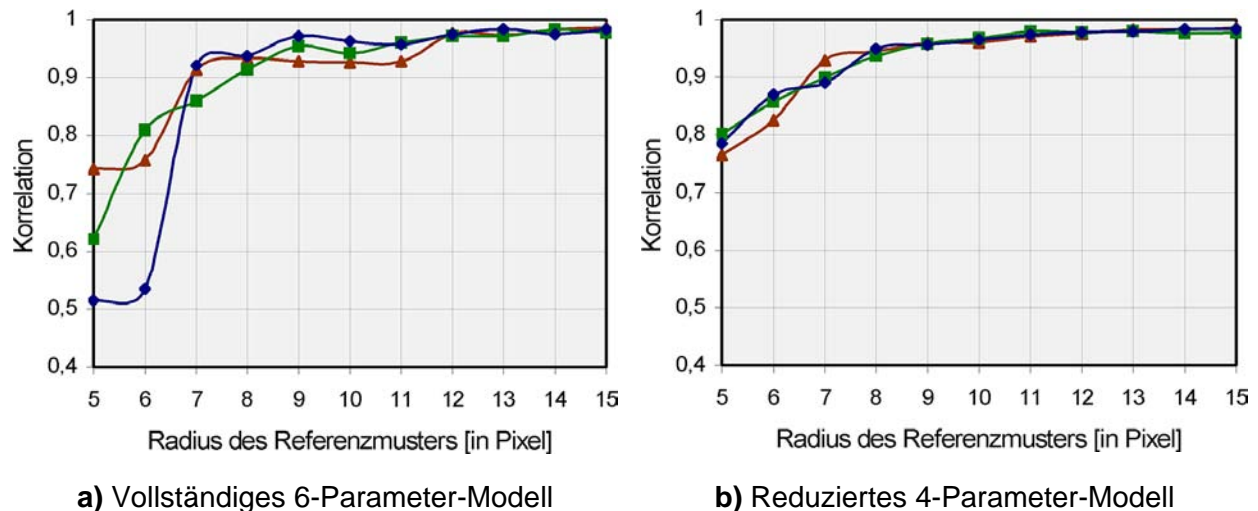 1
0,9
0,8
0,7
0,6
0,5
0,4
Korrelation
5 6 7 8 9 10 11 12 13 14 15
Radius des Referenzmusters [in Pixel]
a) Vollständiges 6-Parameter-Modell
1
0,9
0,8
0,7
0,6
0,5
0,4
Korrelation
5 6 7 8 9 10 11 12 13 14 15
Radius des Referenzmusters [in Pixel]
b) Reduziertes 4-Parameter-Modell